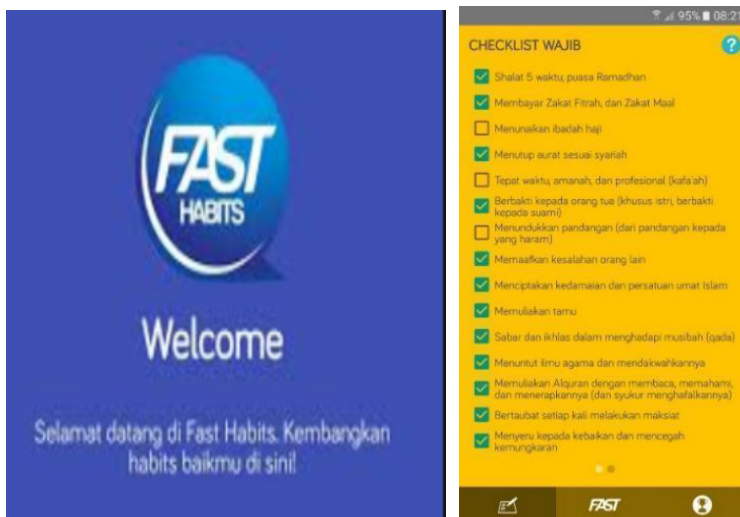 FAST
HABITS
Welcome
Selamat datang di Fast Habits. Kembangkan
habits baikmu di sini!
95% 08:21
CHECKLIST WAJIB
?
Shalat 5 waktu, puasa Ramadhan
Membayar Zakat Fitrah, dan Zakat Maal
Menunaikan ibadah haji
Menutup aurat sesuai syariah
Tepat waktu, amanah, dan profesional (kafa'ah)
Berbakti kepada orang tua (khusus istri, berbakti
kepada suami)
Menundukkan pandangan (dari pandangan kepada
yang haram)
Memaafkan kesalahan orang lain
Menciptakan kedamaian dan persatuan umat Islam
Memuliakan tamu
Sabar dan ikhlas dalam menghadapi musibah (qada)
Menuntut ilmu agama dan mendakwahkannya
Memuliakan Alquran dengan membaca, memahami,
dan menerapkannya (dan syukur menghafalkannya)
Bertaubat setiap kali melakukan maksiat
Menyeru kepada kebaikan dan mencegah
kemungkaran
FAST